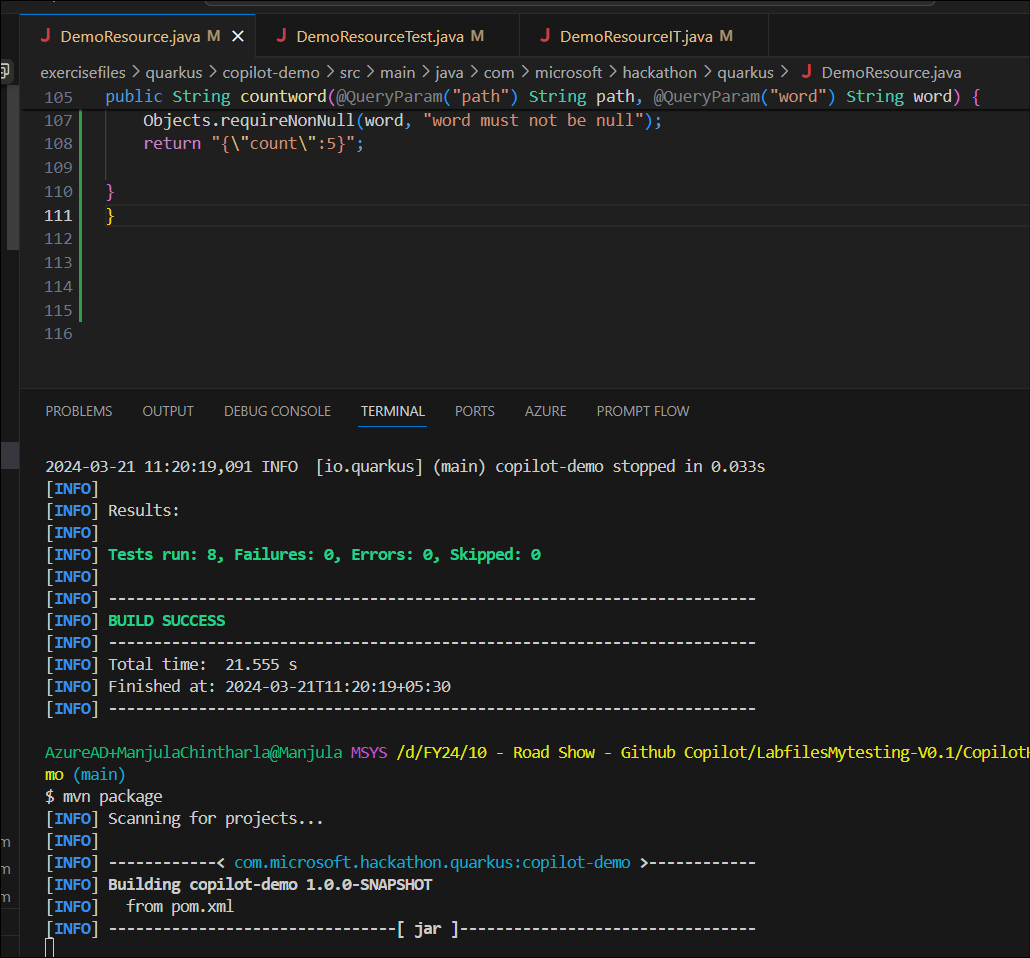 J DemoResource.java M ✕ J DemoResourceTest.java M J DemoResourceIT.java M
exercisefiles > quarkus > copilot-demo > src > main > java > com > microsoft > hackathon > quarkus > J DemoResource.java
105 public String countword(@QueryParam("path") String path, @QueryParam("word") String word) {
107 Objects.requireNonNull(word, "word must not be null");
108 return "{\"count\":5}";
109
110 }
111 }
112
113
114
115
116
PROBLEMS OUTPUT DEBUG CONSOLE TERMINAL PORTS AZURE PROMPT FLOW
2024-03-21 11:20:19,091 INFO [io.quarkus] (main) copilot-demo stopped in 0.033s
[INFO]
[INFO] Results:
[INFO]
[INFO] Tests run: 8, Failures: 0, Errors: 0, Skipped: 0
[INFO]
[INFO] ------------------------------------------------------------------------
[INFO] BUILD SUCCESS
[INFO] ------------------------------------------------------------------------
[INFO] Total time: 21.555 s
[INFO] Finished at: 2024-03-21T11:20:19+05:30
[INFO] ------------------------------------------------------------------------
AzureAD+ManjulaChintharla@Manjula MSYS /d/FY24/10 - Road Show - Github Copilot/LabfilesMytesting-V0.1/Copilot
mo (main)
$ mvn package
[INFO] Scanning for projects...
[INFO]
[INFO] ------------< com.microsoft.hackathon.quarkus:copilot-demo >------------
[INFO] Building copilot-demo 1.0.0-SNAPSHOT
[INFO] from pom.xml
[INFO] --------------------------------[ jar ]---------------------------------